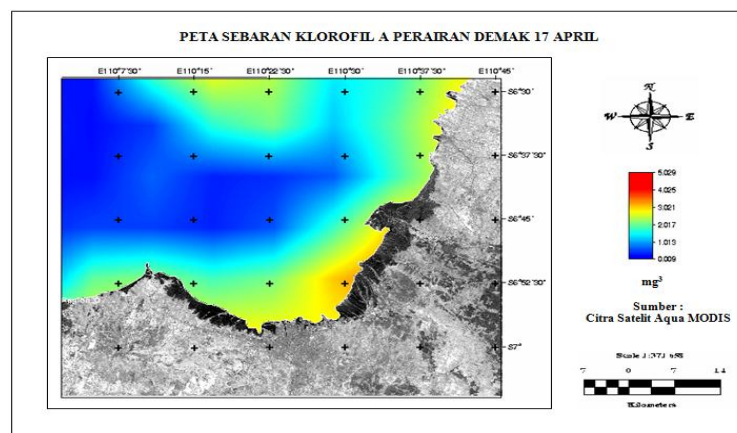 PETA SEBARAN KLOROFIL A PERAIRAN DEMAK 17 APRIL
E110°7'30" E110°15' E110°22'30" E110°30' E110°37'30" E110°45'
S6°30'
S6°37'30"
S6°45'
S6°52'30"
S7°
N
W E
S
5.029
4.025
2.017
1.013
0.009
mg³
Sumber :
Citra Satelit Aqua MODIS
7 0 7 14
Kilometers